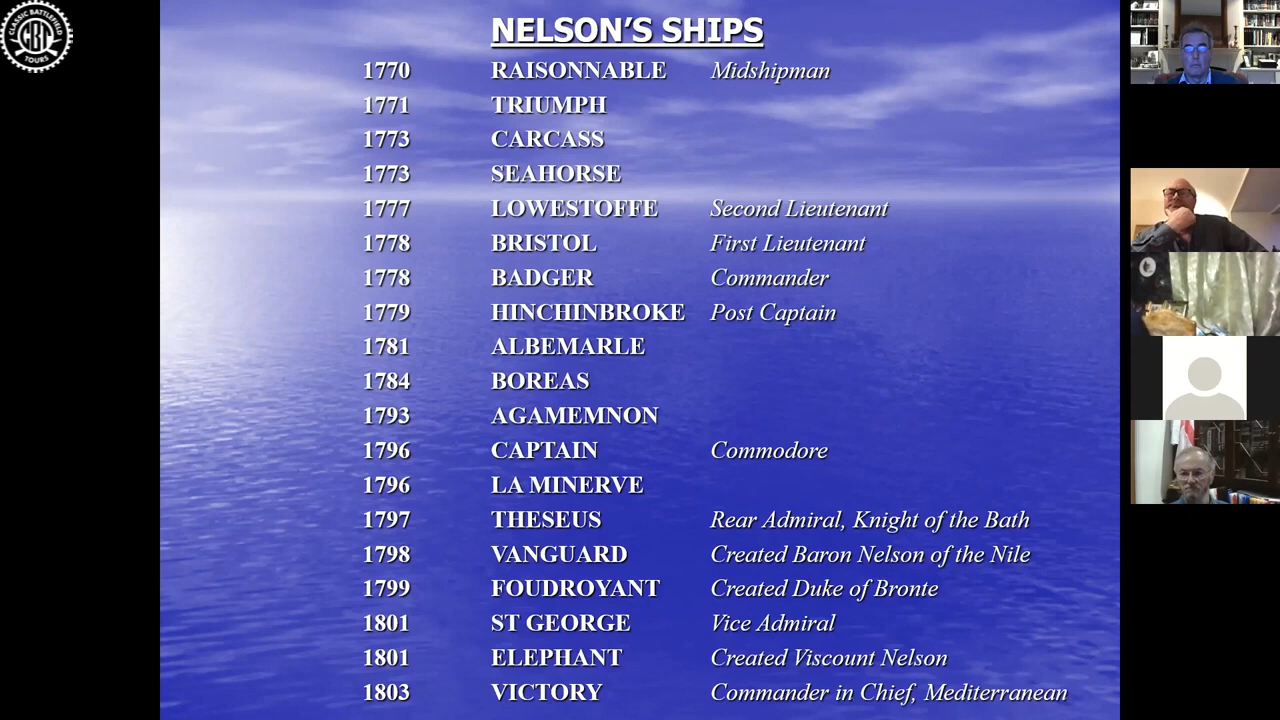 CLASSIC BATTLEFIELD
CBT
TOURS
NELSON'S SHIPS
1770 RAISONNABLE Midshipman
1771 TRIUMPH
1773 CARCASS
1773 SEAHORSE
1777 LOWESTOFFE Second Lieutenant
1778 BRISTOL First Lieutenant
1778 BADGER Commander
1779 HINCHINBROKE Post Captain
1781 ALBEMARLE
1784 BOREAS
1793 AGAMEMNON
1796 CAPTAIN Commodore
1796 LA MINERVE
1797 THESEUS Rear Admiral, Knight of the Bath
1798 VANGUARD Created Baron Nelson of the Nile
1799 FOUDROYANT Created Duke of Bronte
1801 ST GEORGE Vice Admiral
1801 ELEPHANT Created Viscount Nelson
1803 VICTORY Commander in Chief, Mediterranean